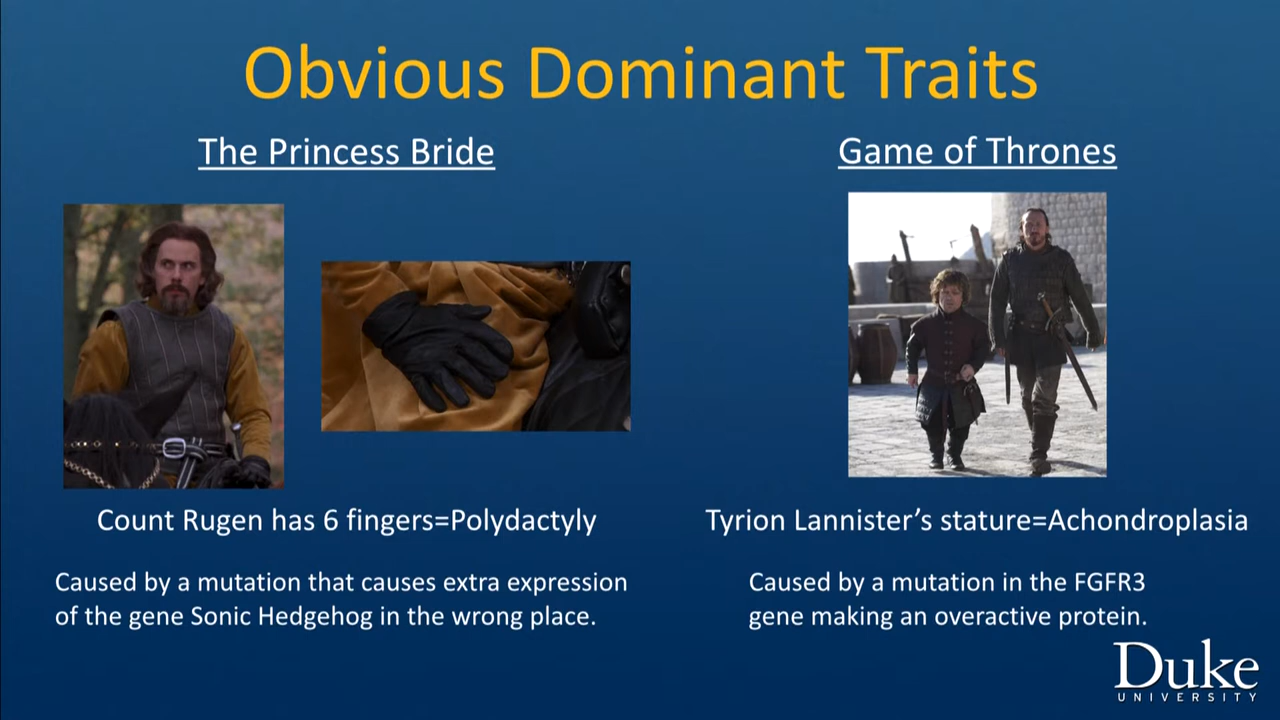 Obvious Dominant Traits
The Princess Bride
Game of Thrones
Count Rugen has 6 fingers=Polydactyly
Tyrion Lannister’s stature=Achondroplasia
Caused by a mutation that causes extra expression
of the gene Sonic Hedgehog in the wrong place.
Caused by a mutation in the FGFR3
gene making an overactive protein.
Duke
UNIVERSITY